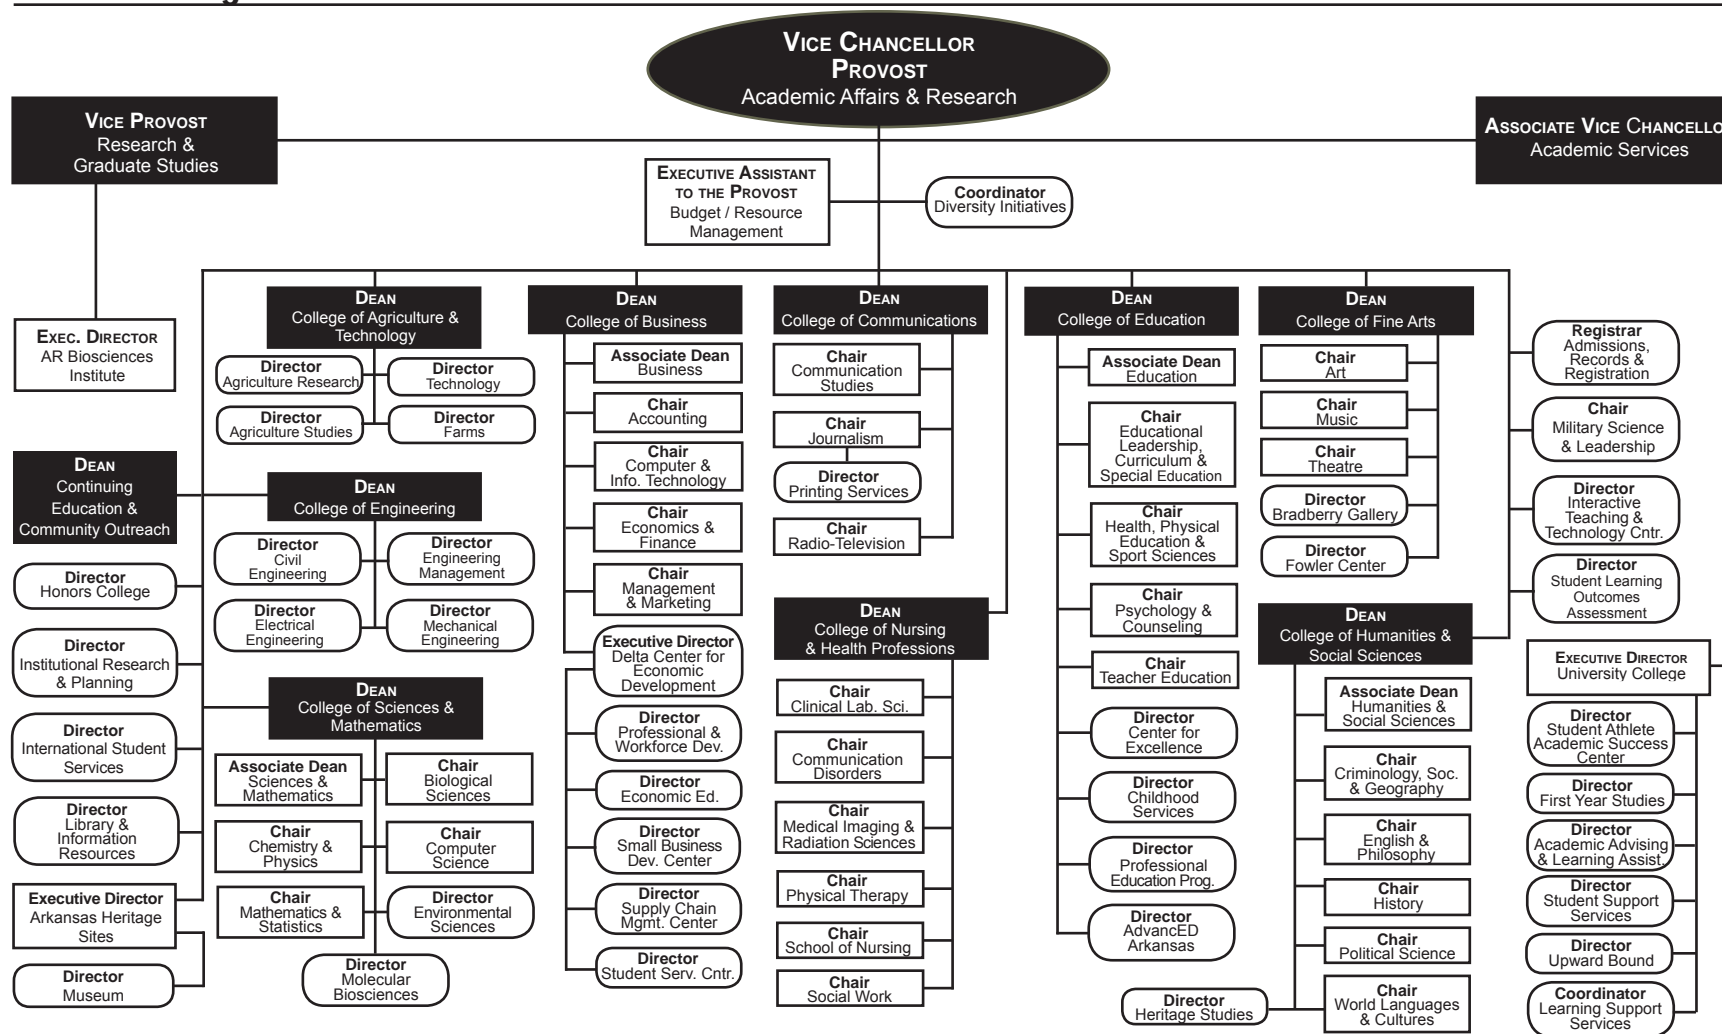 VICE CHANCELLOR
PROVOST
Academic Affairs & Research
VICE PROVOST
Research &
Graduate Studies
ASSOCIATE VICE CHANCELLO
Academic Services
EXECUTIVE ASSISTANT
TO THE PROVOST
Budget / Resource
Management
Coordinator
Diversity Initiatives
EXEC. DIRECTOR
AR Biosciences
Institute
DEAN
Continuing
Education &
Community Outreach
Director
Honors College
Director
Institutional Research
& Planning
Director
International Student
Services
Director
Library &
Information
Resources
Executive Director
Arkansas Heritage
Sites
Director
Museum
DEAN
College of Agriculture &
Technology
Director
Agriculture Research
Director
Technology
Director
Agriculture Studies
Director
Farms
DEAN
College of Engineering
Director
Civil
Engineering
Director
Engineering
Management
Director
Electrical
Engineering
Director
Mechanical
Engineering
DEAN
College of Sciences &
Mathematics
Associate Dean
Sciences &
Mathematics
Chair
Biological
Sciences
Chair
Chemistry &
Physics
Chair
Computer
Science
Chair
Mathematics &
Statistics
Director
Environmental
Sciences
Director
Molecular
Biosciences
DEAN
College of Business
Associate Dean
Business
Chair
Accounting
Chair
Computer &
Info. Technology
Chair
Economics &
Finance
Chair
Management
& Marketing
Executive Director
Delta Center for
Economic
Development
Director
Professional &
Workforce Dev.
Director
Economic Ed.
Director
Small Business
Dev. Center
Director
Supply Chain
Mgmt. Center
Director
Student Serv. Cntr.
DEAN
College of Communications
Chair
Communication
Studies
Chair
Journalism
Director
Printing Services
Chair
Radio-Television
DEAN
College of Nursing
& Health Professions
Chair
Clinical Lab. Sci.
Chair
Communication
Disorders
Chair
Medical Imaging &
Radiation Sciences
Chair
Physical Therapy
Chair
School of Nursing
Chair
Social Work
DEAN
College of Education
Associate Dean
Education
Chair
Educational
Leadership,
Curriculum &
Special Education
Chair
Health, Physical
Education &
Sport Sciences
Chair
Psychology &
Counseling
Chair
Teacher Education
Director
Center for
Excellence
Director
Childhood
Services
Director
Professional
Education Prog.
Director
AdvancED
Arkansas
DEAN
College of Fine Arts
Chair
Art
Chair
Music
Chair
Theatre
Director
Bradberry Gallery
Director
Fowler Center
DEAN
College of Humanities &
Social Sciences
Associate Dean
Humanities &
Social Sciences
Chair
Criminology, Soc.
& Geography
Chair
English &
Philosophy
Chair
History
Chair
Political Science
Director
Heritage Studies
Chair
World Languages
& Cultures
Registrar
Admissions,
Records &
Registration
Chair
Military Science
& Leadership
Director
Interactive
Teaching &
Technology Cntr.
Director
Student Learning
Outcomes
Assessment
EXECUTIVE DIRECTOR
University College
Director
Student Athlete
Academic Success
Center
Director
First Year Studies
Director
Academic Advising
& Learning Assist.
Director
Student Support
Services
Director
Upward Bound
Coordinator
Learning Support
Services